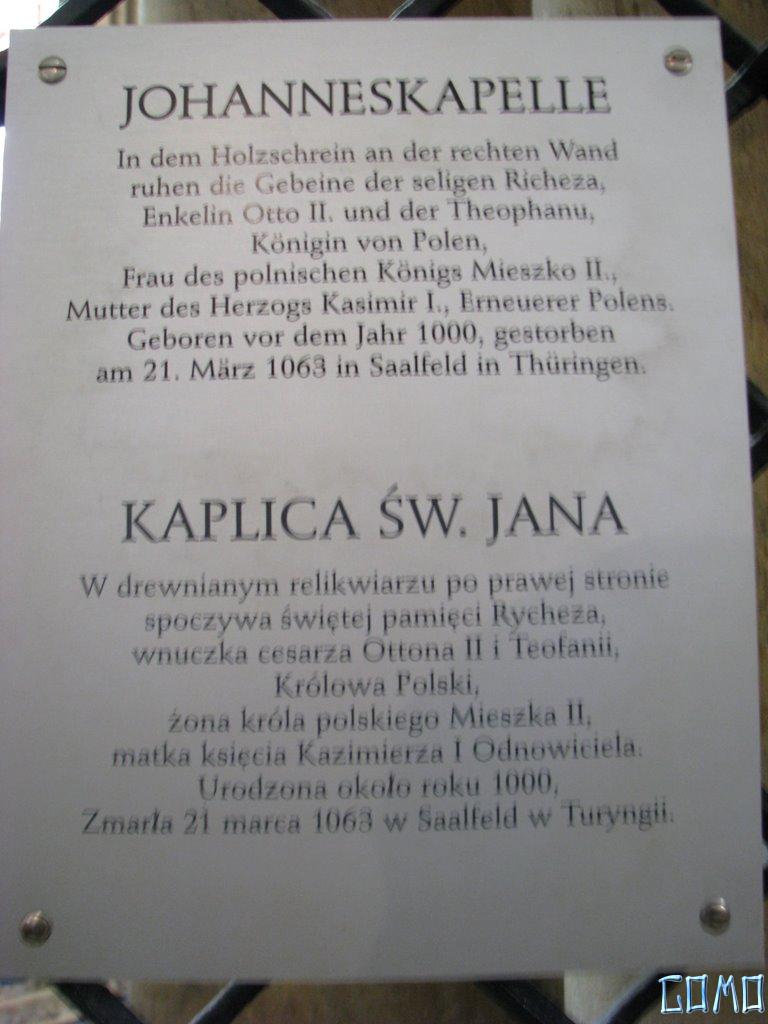 JOHANNESKAPELLE
In dem Holzschrein an der rechten Wand
ruhen die Gebeine der seligen Richeza,
Enkelin Otto II. und der Theophanu,
Königin von Polen,
Frau des polnischen Königs Mieszko II.,
Mutter des Herzogs Kasimir I., Erneuerer Polens.
Geboren vor dem Jahr 1000, gestorben
am 21. März 1063 in Saalfeld in Thüringen.
KAPLICA ŚW. JANA
W drewnianym relikwiarzu po prawej stronie
spoczywa świętej pamięci Rycheza,
wnuczka cesarza Ottona II i Teofanii,
Królowa Polski,
żona króla polskiego Mieszka II,
matka księcia Kazimierza I Odnowiciela.
Urodzona około roku 1000,
Zmarła 21 marca 1063 w Saalfeld w Turyngii.
GOMO